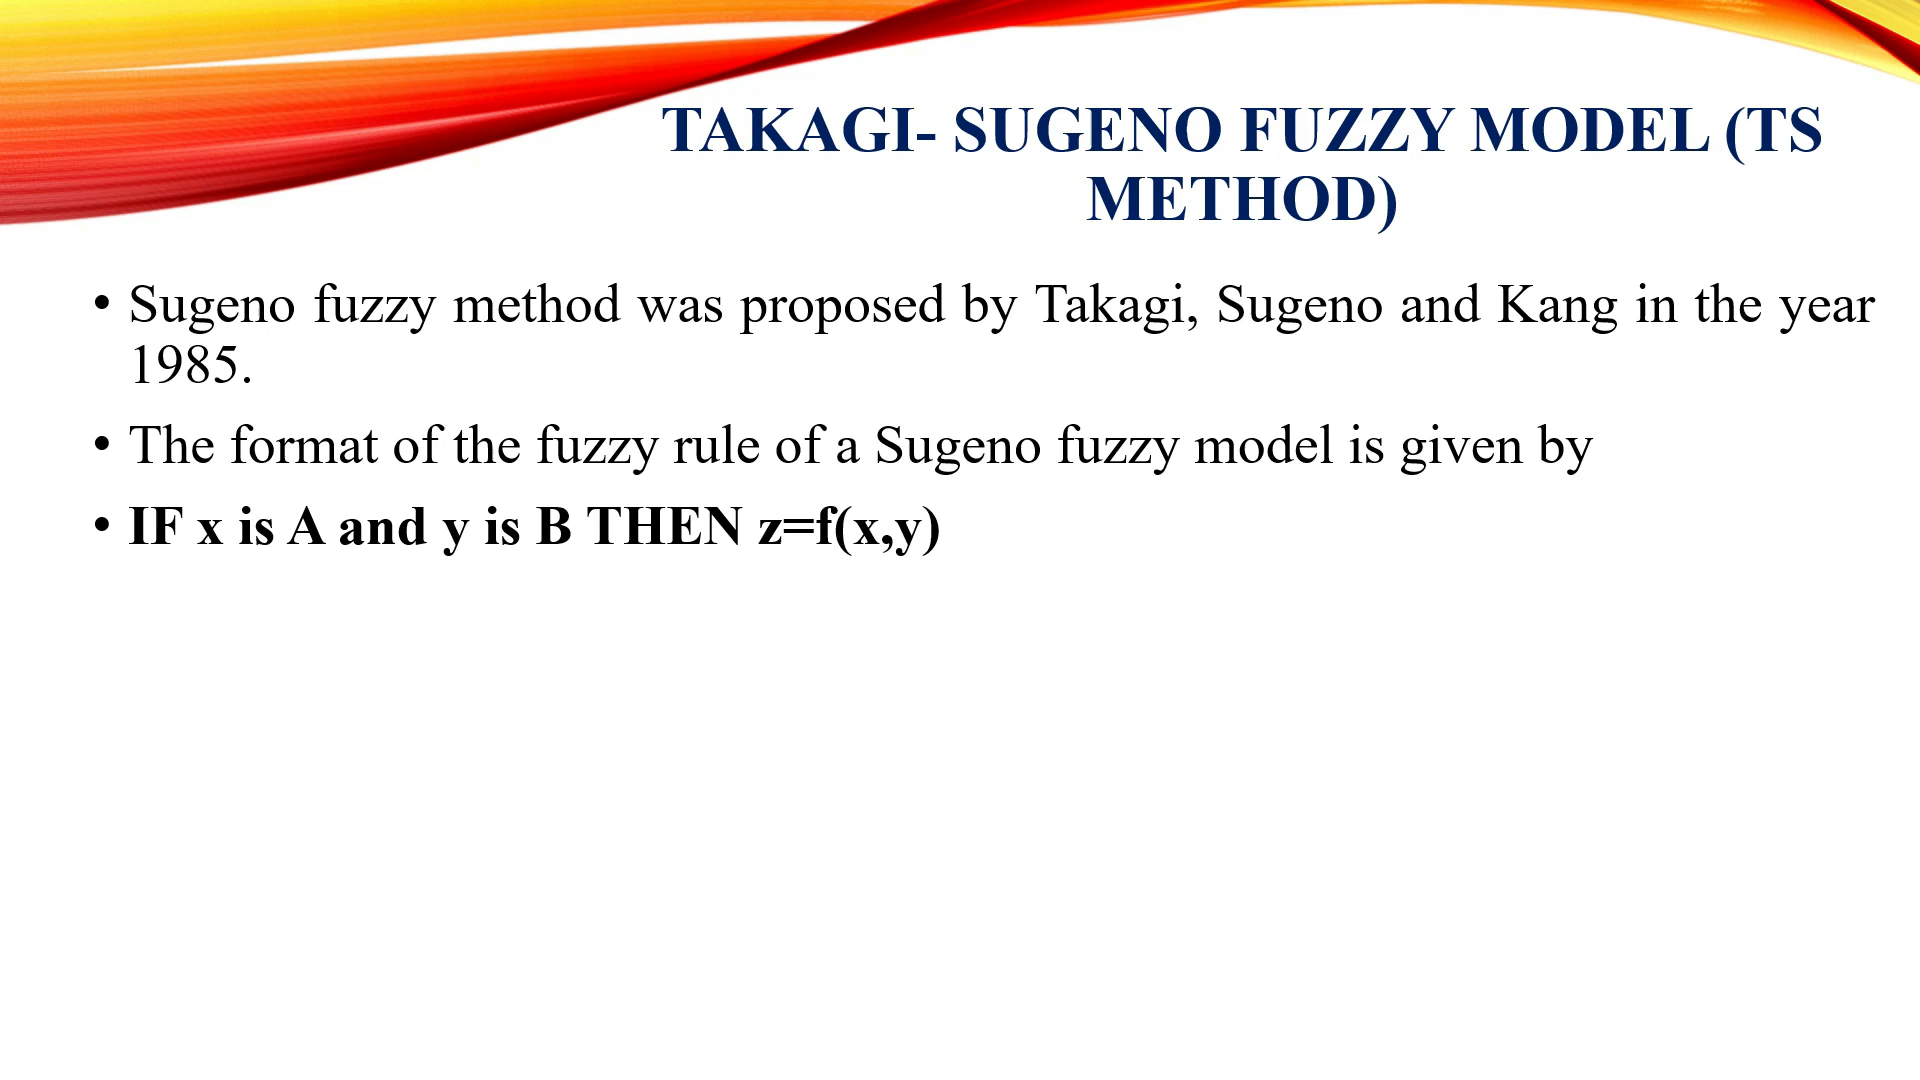 TAKAGI- SUGENO FUZZY MODEL (TS
METHOD)
• Sugeno fuzzy method was proposed by Takagi, Sugeno and Kang in the year
1985.
• The format of the fuzzy rule of a Sugeno fuzzy model is given by
• IF x is A and y is B THEN z=f(x,y)